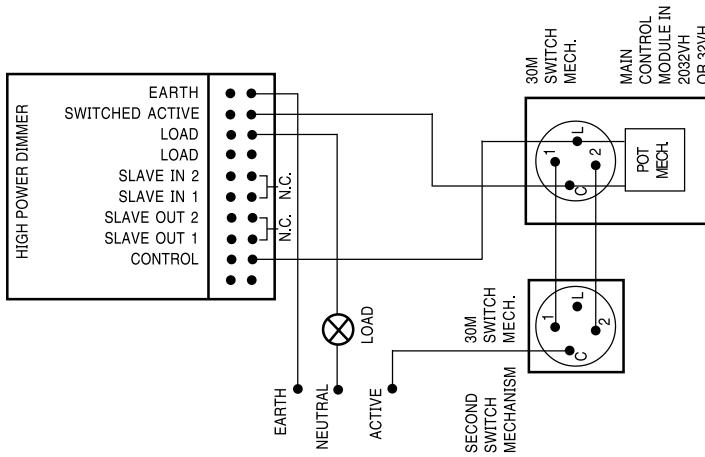 HIGH POWER DIMMER
EARTH
SWITCHED ACTIVE
LOAD
LOAD
SLAVE IN 2
SLAVE IN 1
SLAVE OUT 2
SLAVE OUT 1
CONTROL
N.C.
N.C.
LOAD
EARTH
NEUTRAL
ACTIVE
30M
SWITCH
MECH.
MAIN
CONTROL
MODULE IN
2032VH
OR 32VH
1
L
2
C
POT
MECH.
30M
SWITCH
MECH.
1
L
2
C
SECOND
SWITCH
MECHANISM